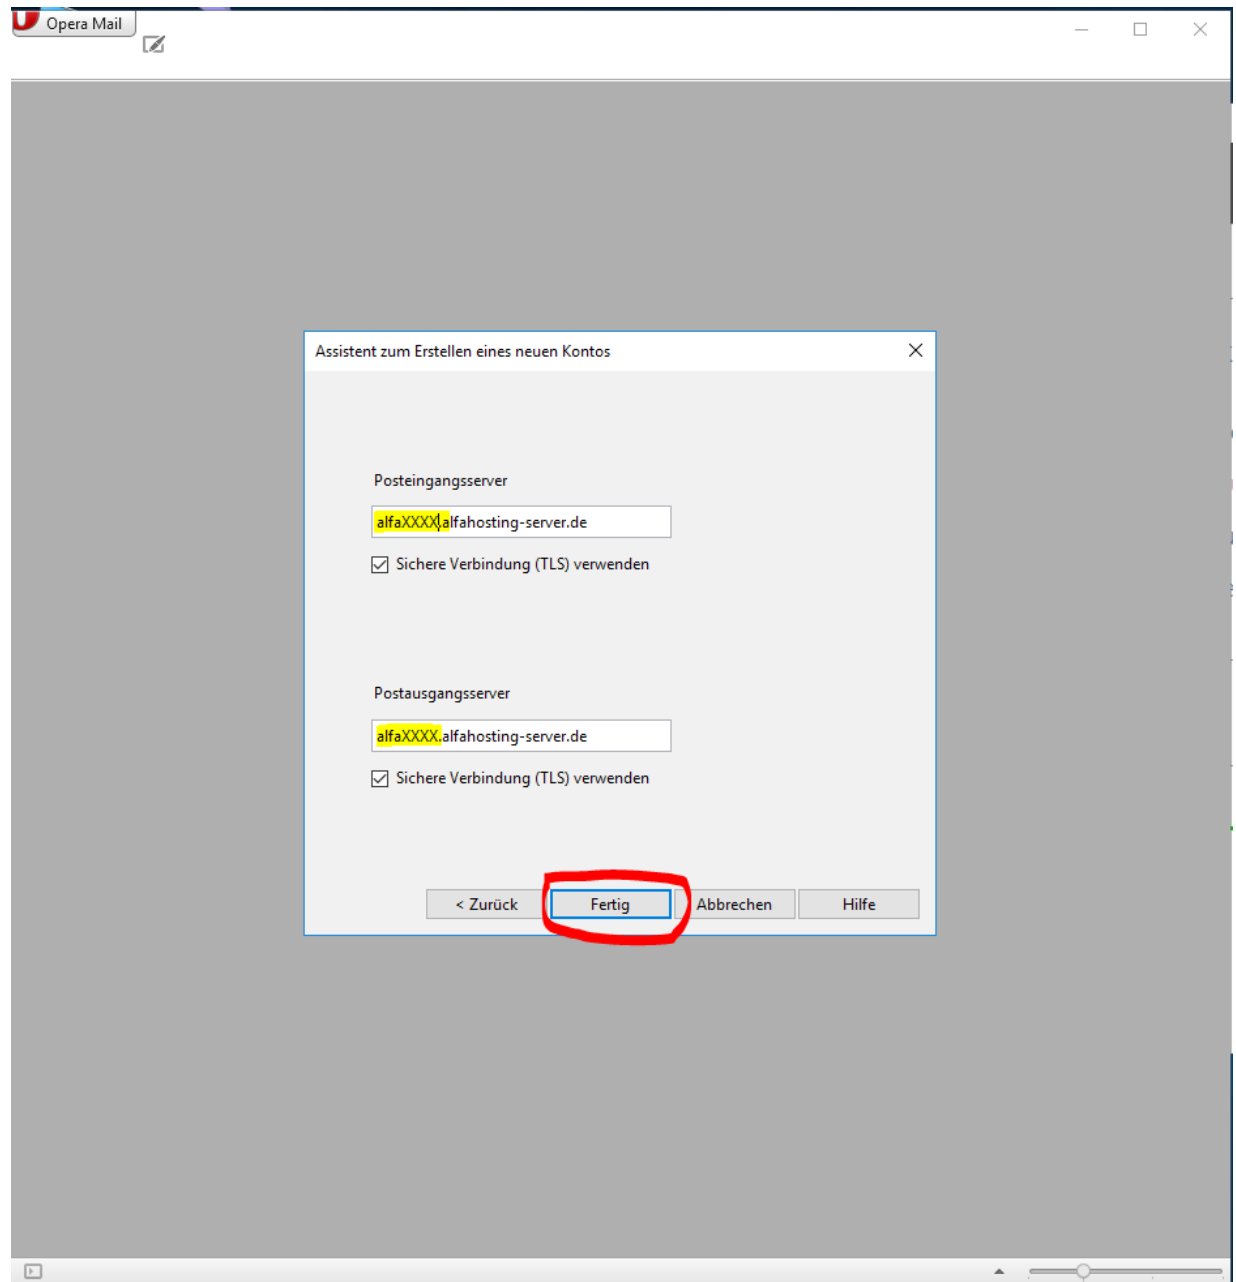 Opera Mail
Assistent zum Erstellen eines neuen Kontos
Posteingangsserver
alfaXXXX.alfahosting-server.de
Sichere Verbindung (TLS) verwenden
Postausgangsserver
alfaXXXX.alfahosting-server.de
Sichere Verbindung (TLS) verwenden
< Zurück Fertig Abbrechen Hilfe